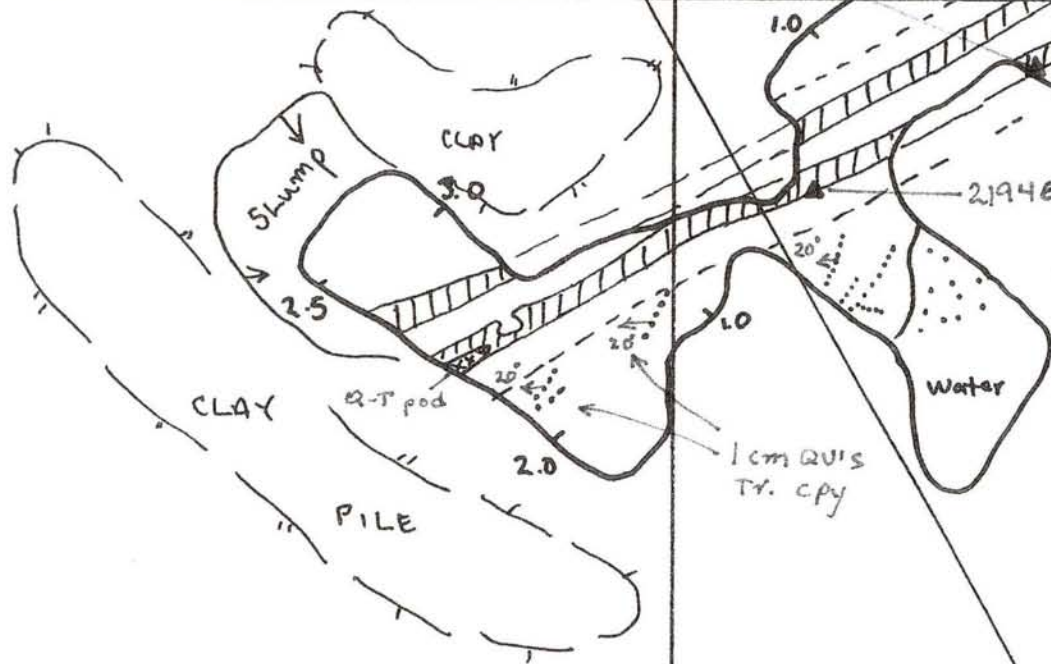 1.0
CLAY
Slump
3.0
21946
20°
2.5
1.0
20°
20°
Q-T pod
Water
CLAY
2.0
1 cm QV's
Tr. cpy
PILE